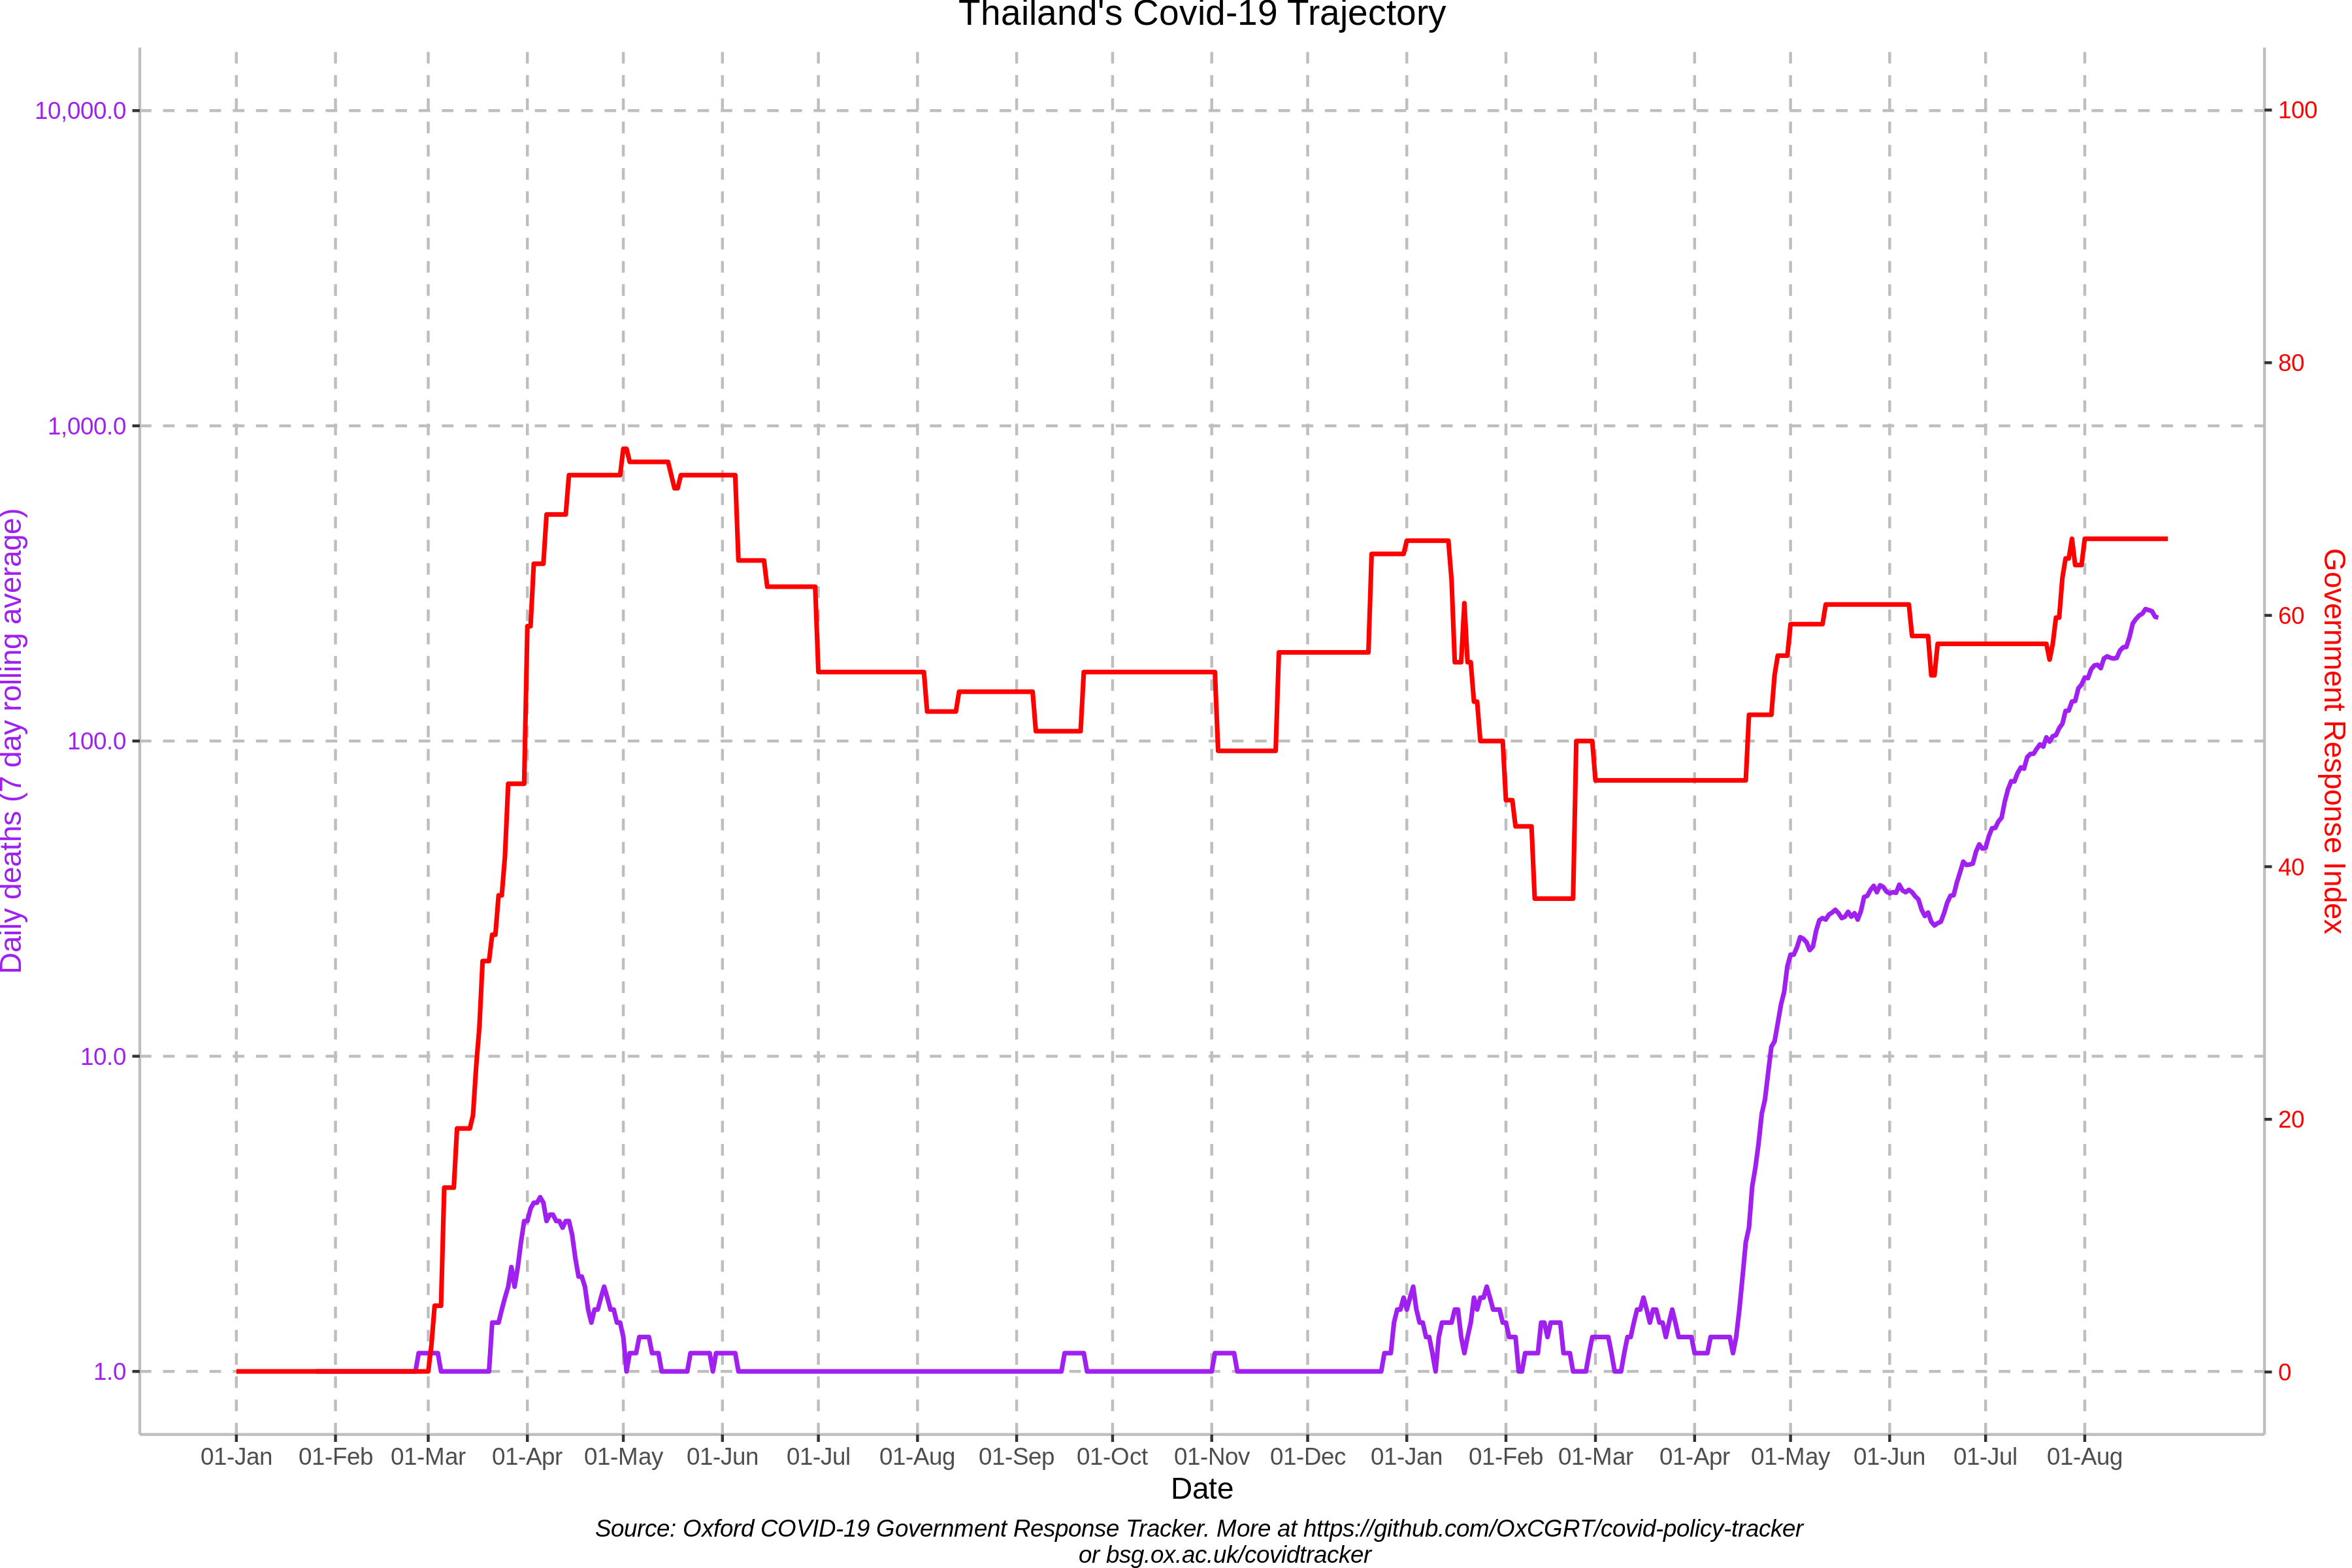 Thailand's Covid-19 Trajectory
10,000.0
1,000.0
100.0
10.0
1.0
Daily deaths (7 day rolling average)
100
80
60
40
20
0
Government Response Index
01-Jan 01-Feb 01-Mar 01-Apr 01-May 01-Jun 01-Jul 01-Aug 01-Sep 01-Oct 01-Nov 01-Dec 01-Jan 01-Feb 01-Mar 01-Apr 01-May 01-Jun 01-Jul 01-Aug
Date
Source: Oxford COVID-19 Government Response Tracker. More at https://github.com/OxCGRT/covid-policy-tracker
or bsg.ox.ac.uk/covidtracker